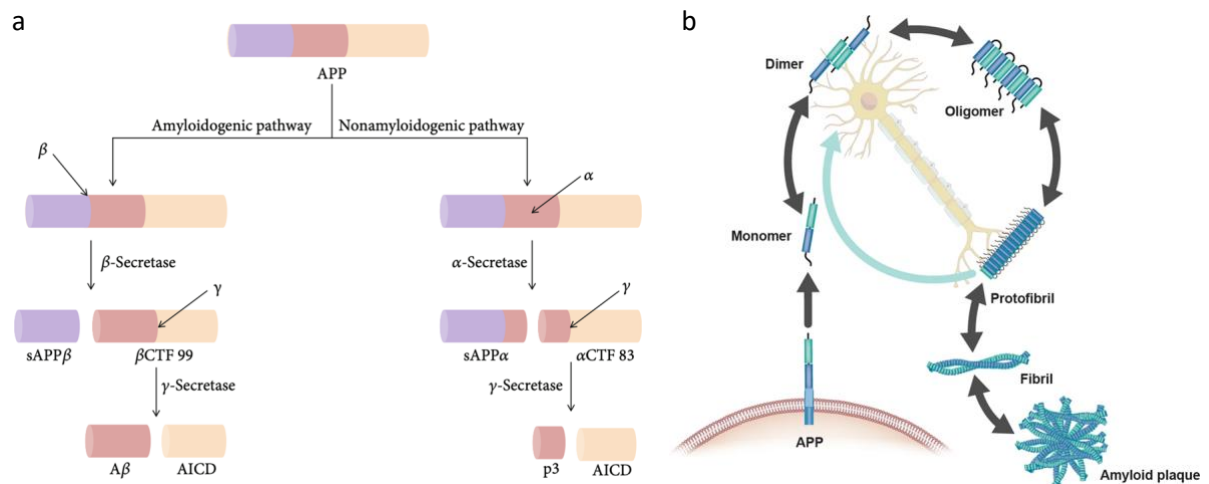 a
APP
Amyloidogenic pathway
Nonamyloidogenic pathway
β
α
β-Secretase
α-Secretase
γ
γ
sAPPβ
βCTF 99
sAPPα
αCTF 83
γ-Secretase
γ-Secretase
Aβ
AICD
p3
AICD
b
Dimer
Oligomer
Monomer
Protofibril
Fibril
APP
Amyloid plaque